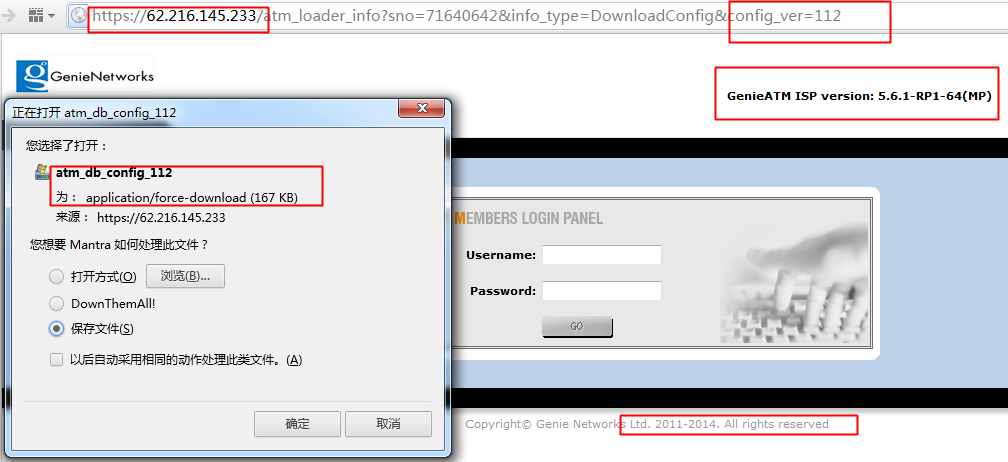 https://62.216.145.233/atm_loader_info?sno=71640642&info_type=DownloadConfig&config_ver=112
GenieNetworks
GenieATM ISP version: 5.6.1-RP1-64(MP)
正在打开 atm_db_config_112
您选择了打开：
atm_db_config_112
为： application/force-download (167 KB)
来源： https://62.216.145.233
您想要 Mantra 如何处理此文件？
打开方式(O) 浏览(B)...
DownThemAll!
保存文件(S)
以后自动采用相同的动作处理此类文件。(A)
确定 取消
MEMBERS LOGIN PANEL
Username:
Password:
GO
Copyright© Genie Networks Ltd. 2011-2014. All rights reserved